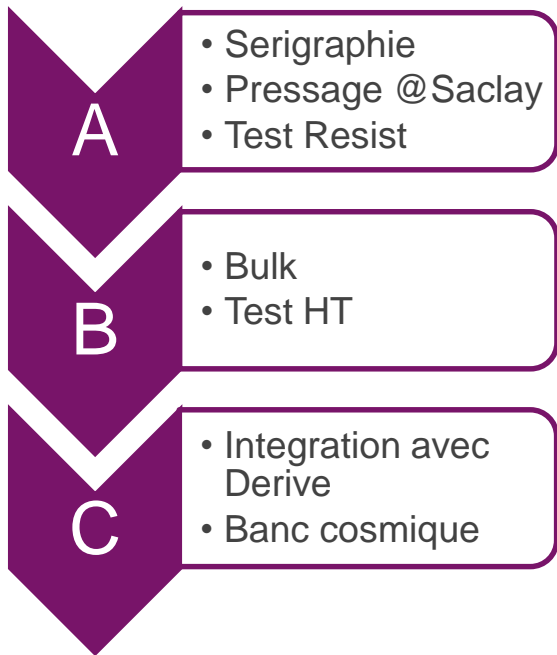 A
• Serigraphie
• Pressage @Saclay
• Test Resist
B
• Bulk
• Test HT
C
• Integration avec
Derive
• Banc cosmique